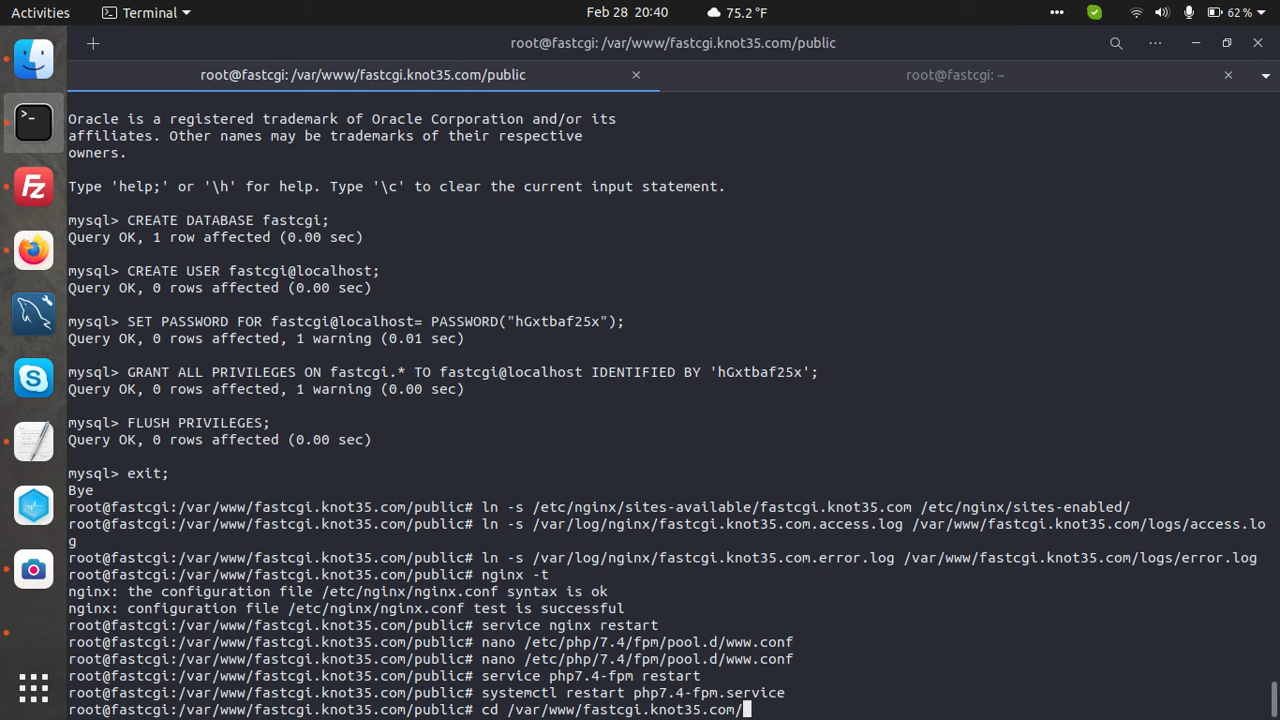 Activities
Terminal
Feb 28 20:40
75.2 °F
62 %
root@fastcgi: /var/www/fastcgi.knot35.com/public
root@fastcgi: /var/www/fastcgi.knot35.com/public
root@fastcgi: ~
Oracle is a registered trademark of Oracle Corporation and/or its
affiliates. Other names may be trademarks of their respective
owners.
Type 'help;' or '\h' for help. Type '\c' to clear the current input statement.
mysql> CREATE DATABASE fastcgi;
Query OK, 1 row affected (0.00 sec)
mysql> CREATE USER fastcgi@localhost;
Query OK, 0 rows affected (0.00 sec)
mysql> SET PASSWORD FOR fastcgi@localhost= PASSWORD("hGxtbaf25x");
Query OK, 0 rows affected, 1 warning (0.01 sec)
mysql> GRANT ALL PRIVILEGES ON fastcgi.* TO fastcgi@localhost IDENTIFIED BY 'hGxtbaf25x';
Query OK, 0 rows affected, 1 warning (0.00 sec)
mysql> FLUSH PRIVILEGES;
Query OK, 0 rows affected (0.00 sec)
mysql> exit;
Bye
root@fastcgi:/var/www/fastcgi.knot35.com/public# ln -s /etc/nginx/sites-available/fastcgi.knot35.com /etc/nginx/sites-enabled/
root@fastcgi:/var/www/fastcgi.knot35.com/public# ln -s /var/log/nginx/fastcgi.knot35.com.access.log /var/www/fastcgi.knot35.com/logs/access.lo
g
root@fastcgi:/var/www/fastcgi.knot35.com/public# ln -s /var/log/nginx/fastcgi.knot35.com.error.log /var/www/fastcgi.knot35.com/logs/error.log
root@fastcgi:/var/www/fastcgi.knot35.com/public# nginx -t
nginx: the configuration file /etc/nginx/nginx.conf syntax is ok
nginx: configuration file /etc/nginx/nginx.conf test is successful
root@fastcgi:/var/www/fastcgi.knot35.com/public# service nginx restart
root@fastcgi:/var/www/fastcgi.knot35.com/public# nano /etc/php/7.4/fpm/pool.d/www.conf
root@fastcgi:/var/www/fastcgi.knot35.com/public# nano /etc/php/7.4/fpm/pool.d/www.conf
root@fastcgi:/var/www/fastcgi.knot35.com/public# service php7.4-fpm restart
root@fastcgi:/var/www/fastcgi.knot35.com/public# systemctl restart php7.4-fpm.service
root@fastcgi:/var/www/fastcgi.knot35.com/public# cd /var/www/fastcgi.knot35.com/